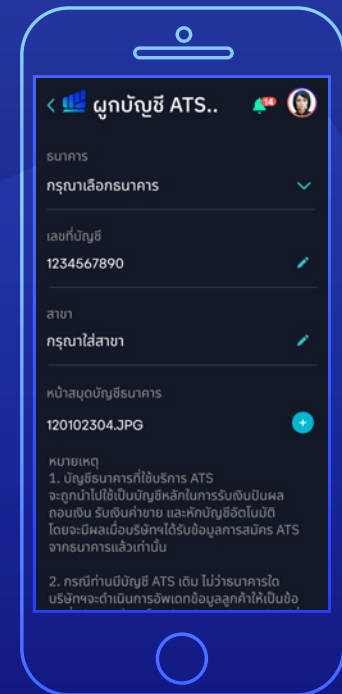 ผูกบัญชี ATS..
14
ธนาคาร
กรุณาเลือกธนาคาร
เลขที่บัญชี
1234567890
สาขา
กรุณาใส่สาขา
หน้าสมุดบัญชีธนาคาร
120102304.JPG
หมายเหตุ
1. บัญชีธนาคารที่ใช้บริการ ATS
จะถูกนำไปใช้เป็นบัญชีหลักในการรับเงินปันผล
ถอนเงิน รับเงินค่าขาย และหักบัญชีอัตโนมัติ
โดยจะมีผลเมื่อบริษัทฯได้รับข้อมูลการสมัคร ATS
จากธนาคารแล้วเท่านั้น
2. กรณีท่านมีบัญชี ATS เดิม ไม่ว่าธนาคารใด
บริษัทฯจะดำเนินการอัพเดทข้อมูลลูกค้าให้เป็นข้อ